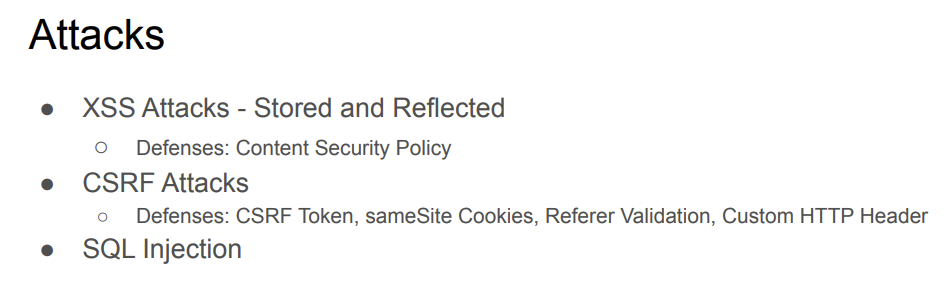 Attacks
● XSS Attacks - Stored and Reflected
○ Defenses: Content Security Policy
● CSRF Attacks
○ Defenses: CSRF Token, sameSite Cookies, Referer Validation, Custom HTTP Header
● SQL Injection